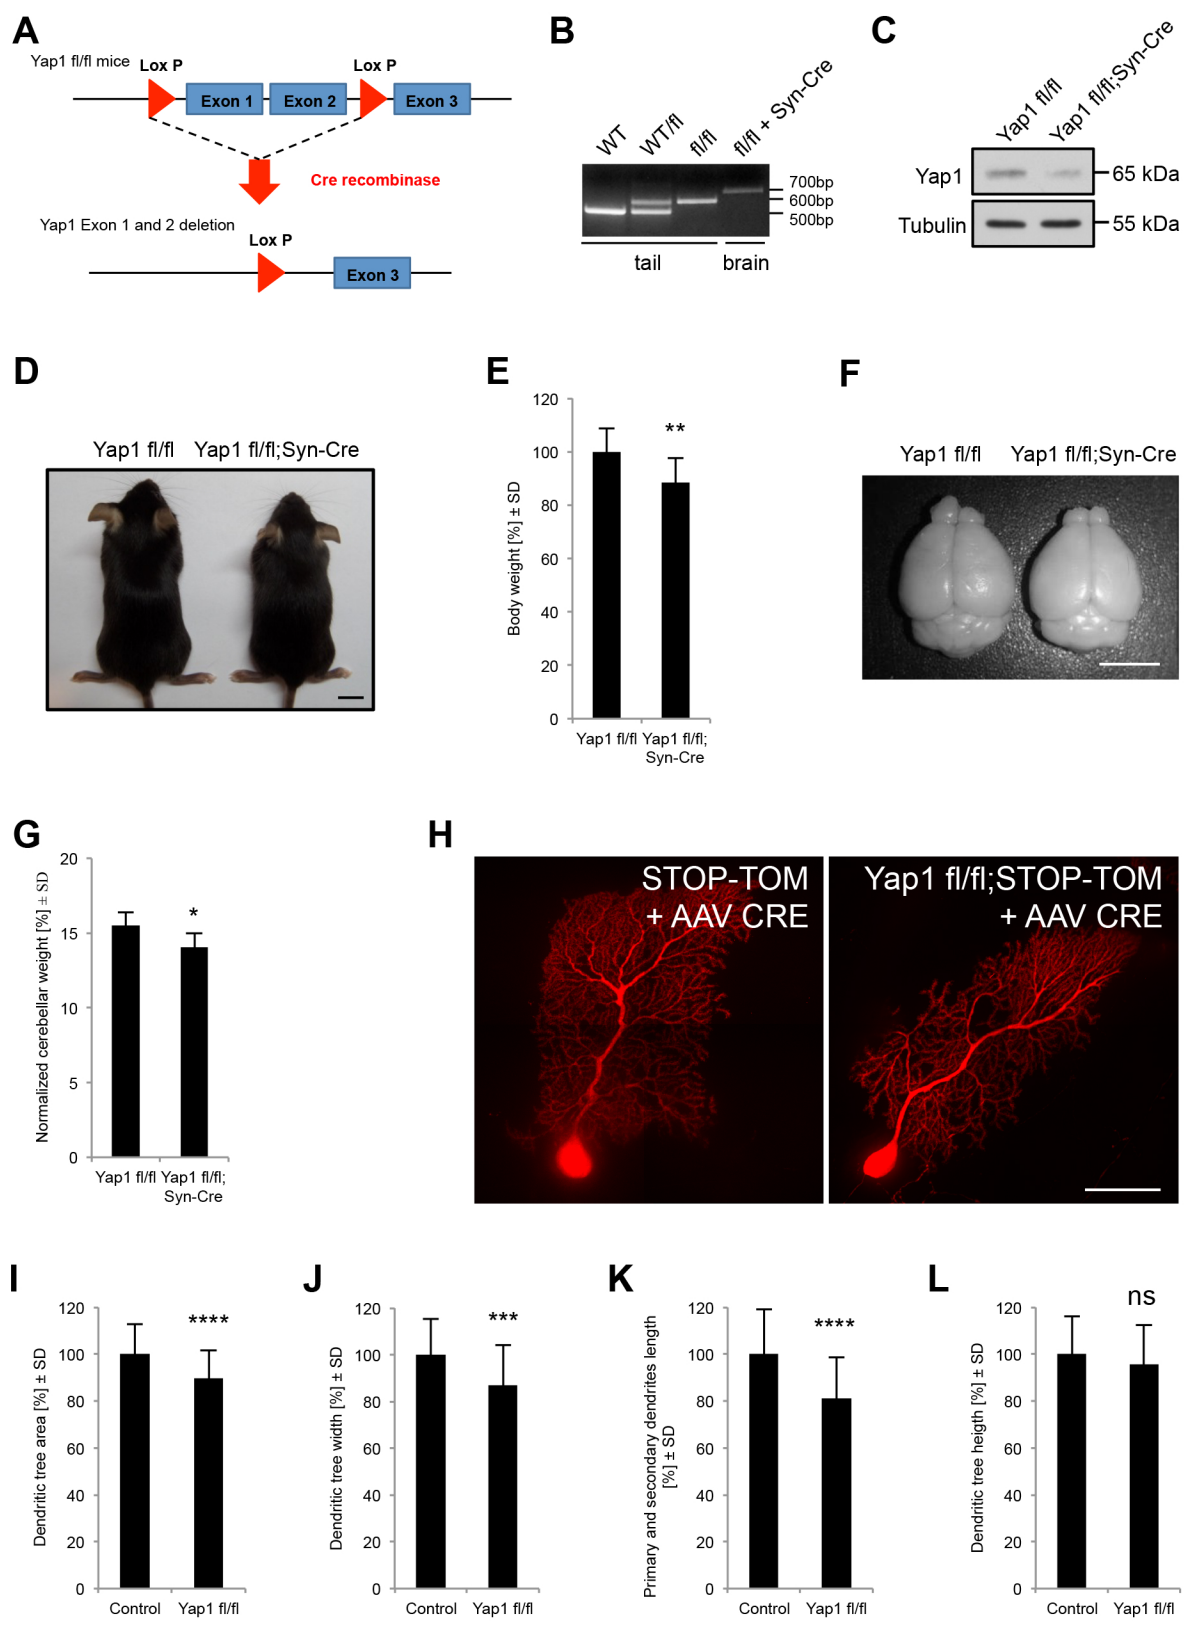 A
Yap1 fl/fl mice
Lox P
Lox P
Exon 1
Exon 2
Exon 3
Cre recombinase
Yap1 Exon 1 and 2 deletion
Lox P
Exon 3
B
WT
WT/fl
fl/fl
fl/fl + Syn-Cre
700bp
600bp
500bp
tail
brain
C
Yap1 fl/fl
Yap1 fl/fl;Syn-Cre
Yap1
65 kDa
Tubulin
55 kDa
D
Yap1 fl/fl
Yap1 fl/fl;Syn-Cre
E
Body weight [%] ± SD
120
100
80
60
40
20
0
**
Yap1 fl/fl
Yap1 fl/fl;
Syn-Cre
F
Yap1 fl/fl
Yap1 fl/fl;Syn-Cre
G
Normalized cerebellar weight [%] ± SD
20
15
10
5
0
*
Yap1 fl/fl
Yap1 fl/fl;
Syn-Cre
H
STOP-TOM
+ AAV CRE
Yap1 fl/fl;STOP-TOM
+ AAV CRE
I
Dendritic tree area [%] ± SD
120
100
80
60
40
20
0
****
Control
Yap1 fl/fl
J
Dendritic tree width [%] ± SD
120
100
80
60
40
20
0
***
Control
Yap1 fl/fl
K
Primary and secondary dendrites length
[%] ± SD
120
100
80
60
40
20
0
****
Control
Yap1 fl/fl
L
Dendritic tree heigth [%] ± SD
120
100
80
60
40
20
0
ns
Control
Yap1 fl/fl